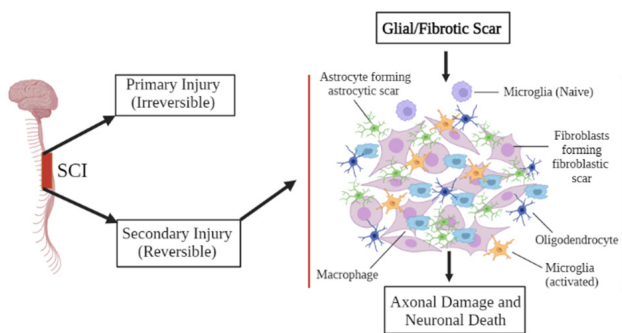 Glial/Fibrotic Scar
Primary Injury
(Irreversible)
SCI
Secondary Injury
(Reversible)
Astrocyte forming
astrocytic scar
Microglia (Naive)
Fibroblasts
forming
fibroblastic
scar
Oligodendrocyte
Macrophage
Microglia
(activated)
Axonal Damage and
Neuronal Death